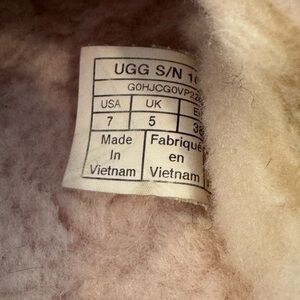 UGG S/N
USA UK
7 5
Made Fabriqué
In en
Vietnam Vietnam